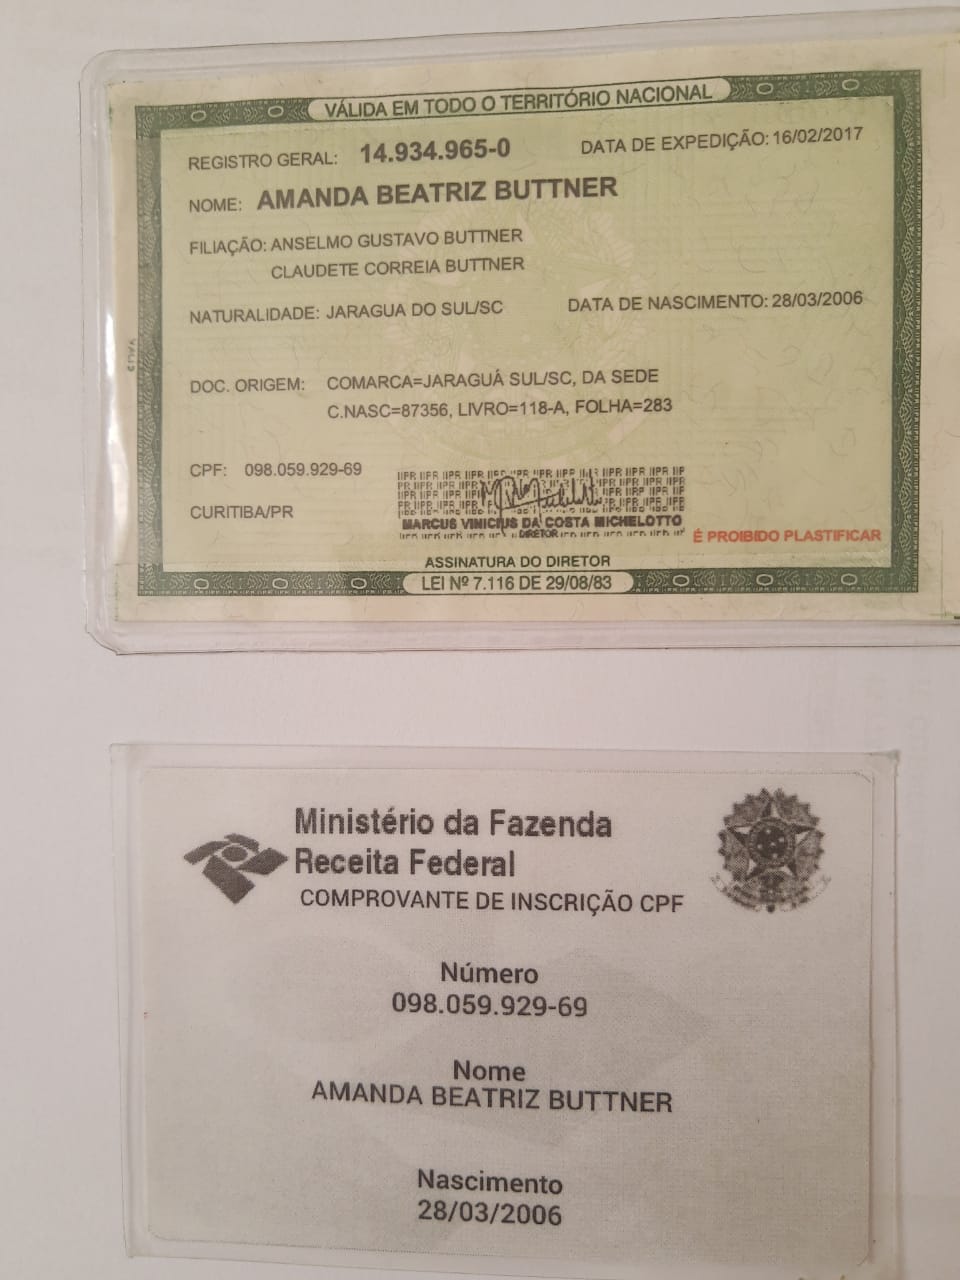 VÁLIDA EM TODO O TERRITÓRIO NACIONAL
REGISTRO GERAL: 14.934.965-0 DATA DE EXPEDIÇÃO: 16/02/2017
NOME: AMANDA BEATRIZ BUTTNER
FILIAÇÃO: ANSELMO GUSTAVO BUTTNER
CLAUDETE CORREIA BUTTNER
NATURALIDADE: JARAGUA DO SUL/SC DATA DE NASCIMENTO: 28/03/2006
DOC. ORIGEM: COMARCA=JARAGUÁ SUL/SC, DA SEDE
C.NASC=87356, LIVRO=118-A, FOLHA=283
CPF: 098.059.929-69
CURITIBA/PR
MARCUS VINICIUS DA COSTA MICHELOTTO
DIRETOR
É PROIBIDO PLASTIFICAR
ASSINATURA DO DIRETOR
LEI Nº 7.116 DE 29/08/83
Ministério da Fazenda
Receita Federal
COMPROVANTE DE INSCRIÇÃO CPF
Número
098.059.929-69
Nome
AMANDA BEATRIZ BUTTNER
Nascimento
28/03/2006